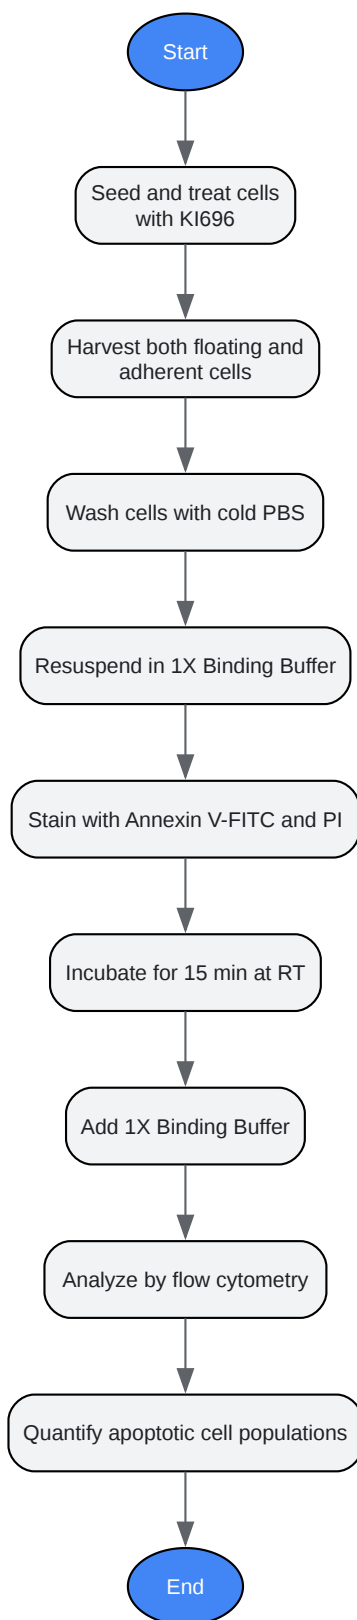 Start
Seed and treat cells
with KI696
Harvest both floating and
adherent cells
Wash cells with cold PBS
Resuspend in 1X Binding Buffer
Stain with Annexin V-FITC and PI
Incubate for 15 min at RT
Add 1X Binding Buffer
Analyze by flow cytometry
Quantify apoptotic cell populations
End